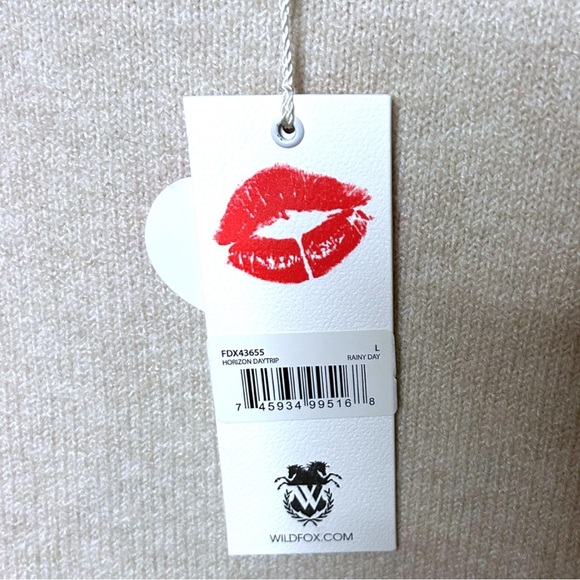 FDX43655 L
HORIZON DAYTRIP RAINY DAY
7 45934 99516 8
W
WILDFOX.COM